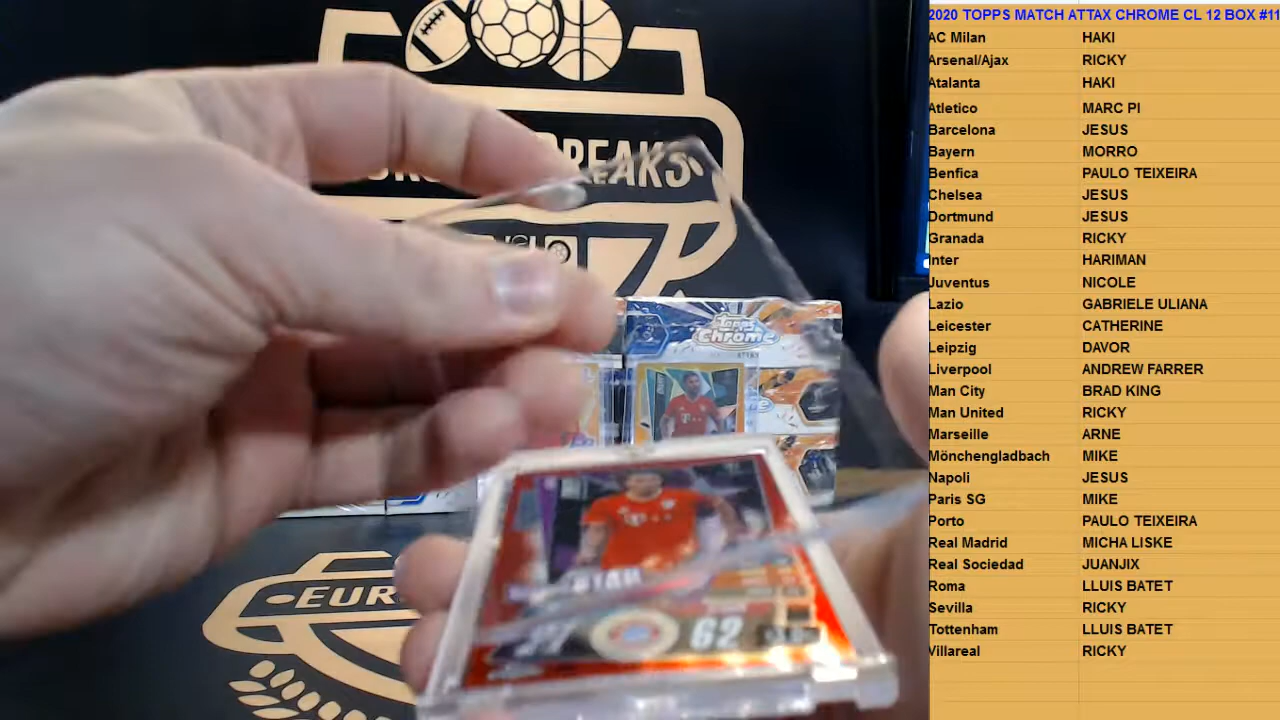 2020 TOPPS MATCH ATTAX CHROME CL 12 BOX #11
AC Milan HAKI
Arsenal/Ajax RICKY
Atalanta HAKI
Atletico MARC PI
Barcelona JESUS
Bayern MORRO
Benfica PAULO TEIXEIRA
Chelsea JESUS
Dortmund JESUS
Granada RICKY
Inter HARIMAN
Juventus NICOLE
Lazio GABRIELE ULIANA
Leicester CATHERINE
Leipzig DAVOR
Liverpool ANDREW FARRER
Man City BRAD KING
Man United RICKY
Marseille ARNE
Mönchengladbach MIKE
Napoli JESUS
Paris SG MIKE
Porto PAULO TEIXEIRA
Real Madrid MICHA LISKE
Real Sociedad JUANJIX
Roma LLUIS BATET
Sevilla RICKY
Tottenham LLUIS BATET
Villareal RICKY
BREAKS
Topps
Chrome
EUR
62